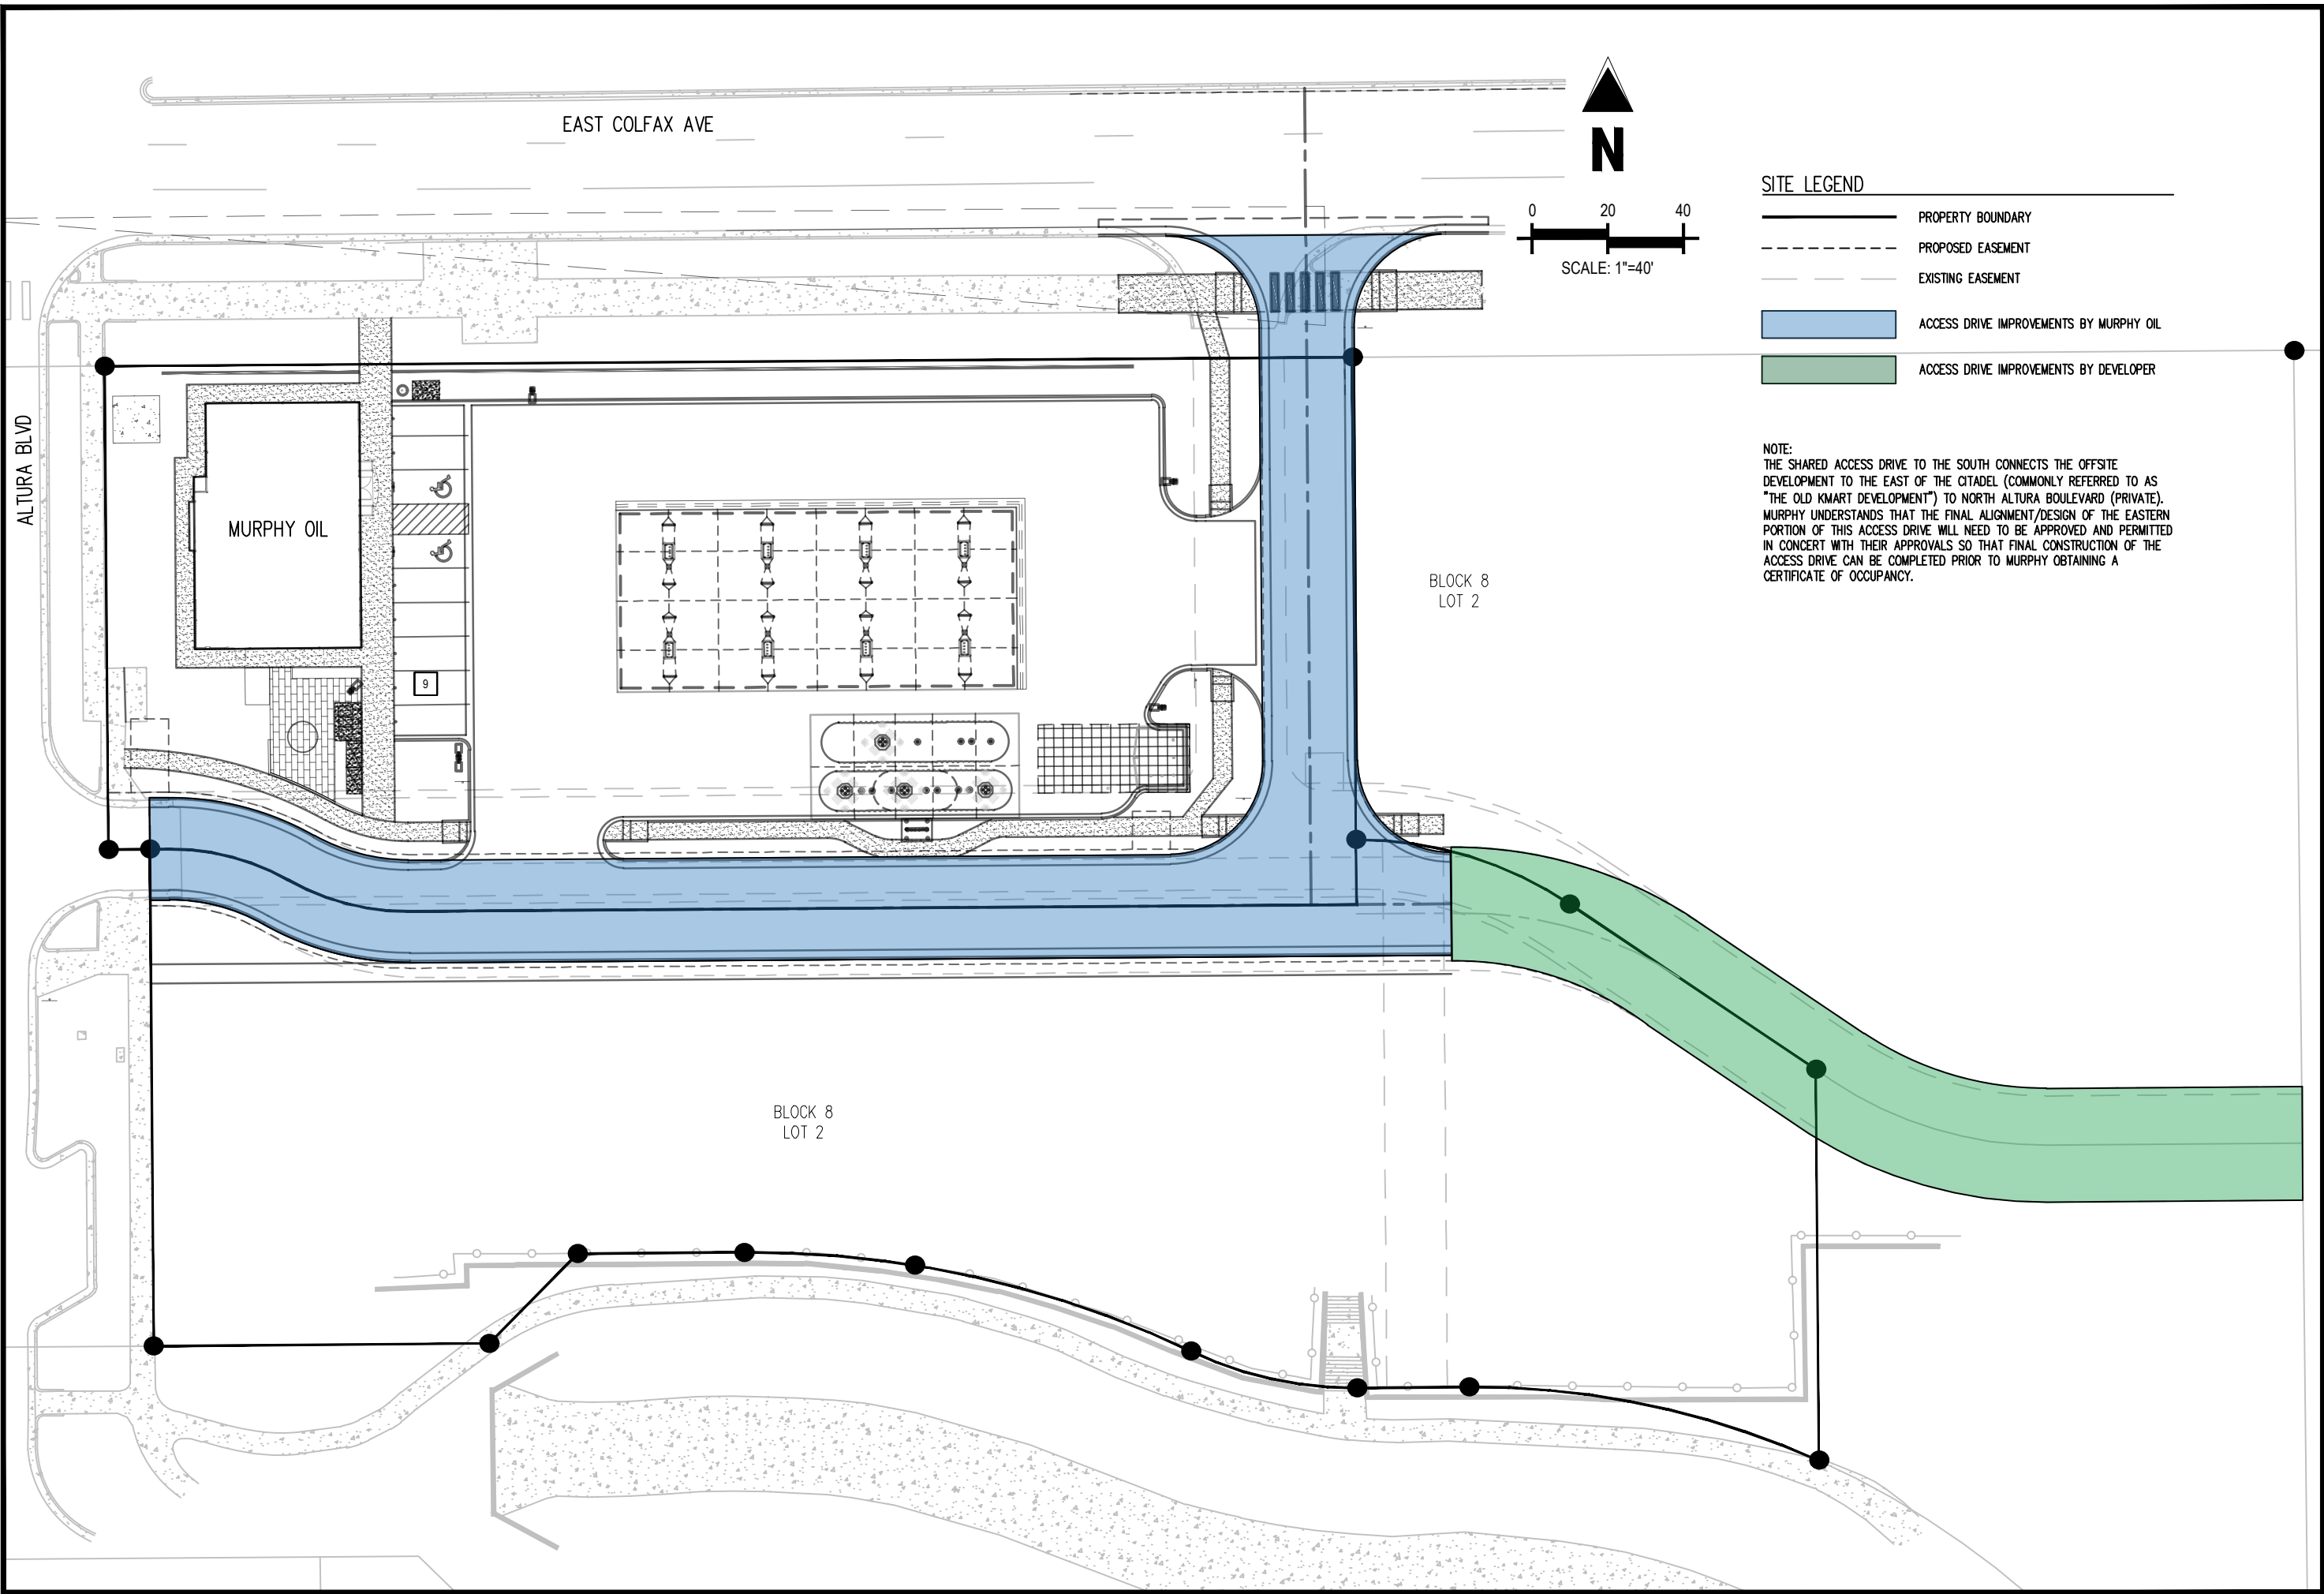 EAST COLFAX AVE
N
0 20 40
SCALE: 1"=40'
SITE LEGEND
PROPERTY BOUNDARY
PROPOSED EASEMENT
EXISTING EASEMENT
ACCESS DRIVE IMPROVEMENTS BY MURPHY OIL
ACCESS DRIVE IMPROVEMENTS BY DEVELOPER
NOTE:
THE SHARED ACCESS DRIVE TO THE SOUTH CONNECTS THE OFFSITE
DEVELOPMENT TO THE EAST OF THE CITADEL (COMMONLY REFERRED TO AS
"THE OLD KMART DEVELOPMENT") TO NORTH ALTURA BOULEVARD (PRIVATE).
MURPHY UNDERSTANDS THAT THE FINAL ALIGNMENT/DESIGN OF THE EASTERN
PORTION OF THIS ACCESS DRIVE WILL NEED TO BE APPROVED AND PERMITTED
IN CONCERT WITH THEIR APPROVALS SO THAT FINAL CONSTRUCTION OF THE
ACCESS DRIVE CAN BE COMPLETED PRIOR TO MURPHY OBTAINING A
CERTIFICATE OF OCCUPANCY.
ALTURA BLVD
MURPHY OIL
BLOCK 8
LOT 2
9
BLOCK 8
LOT 2